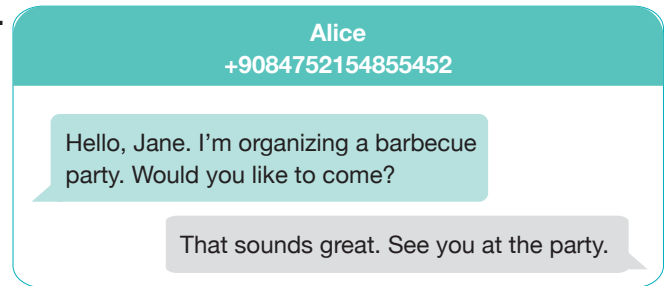 Alice
+9084752154855452
Hello, Jane. I'm organizing a barbecue
party. Would you like to come?
That sounds great. See you at the party.